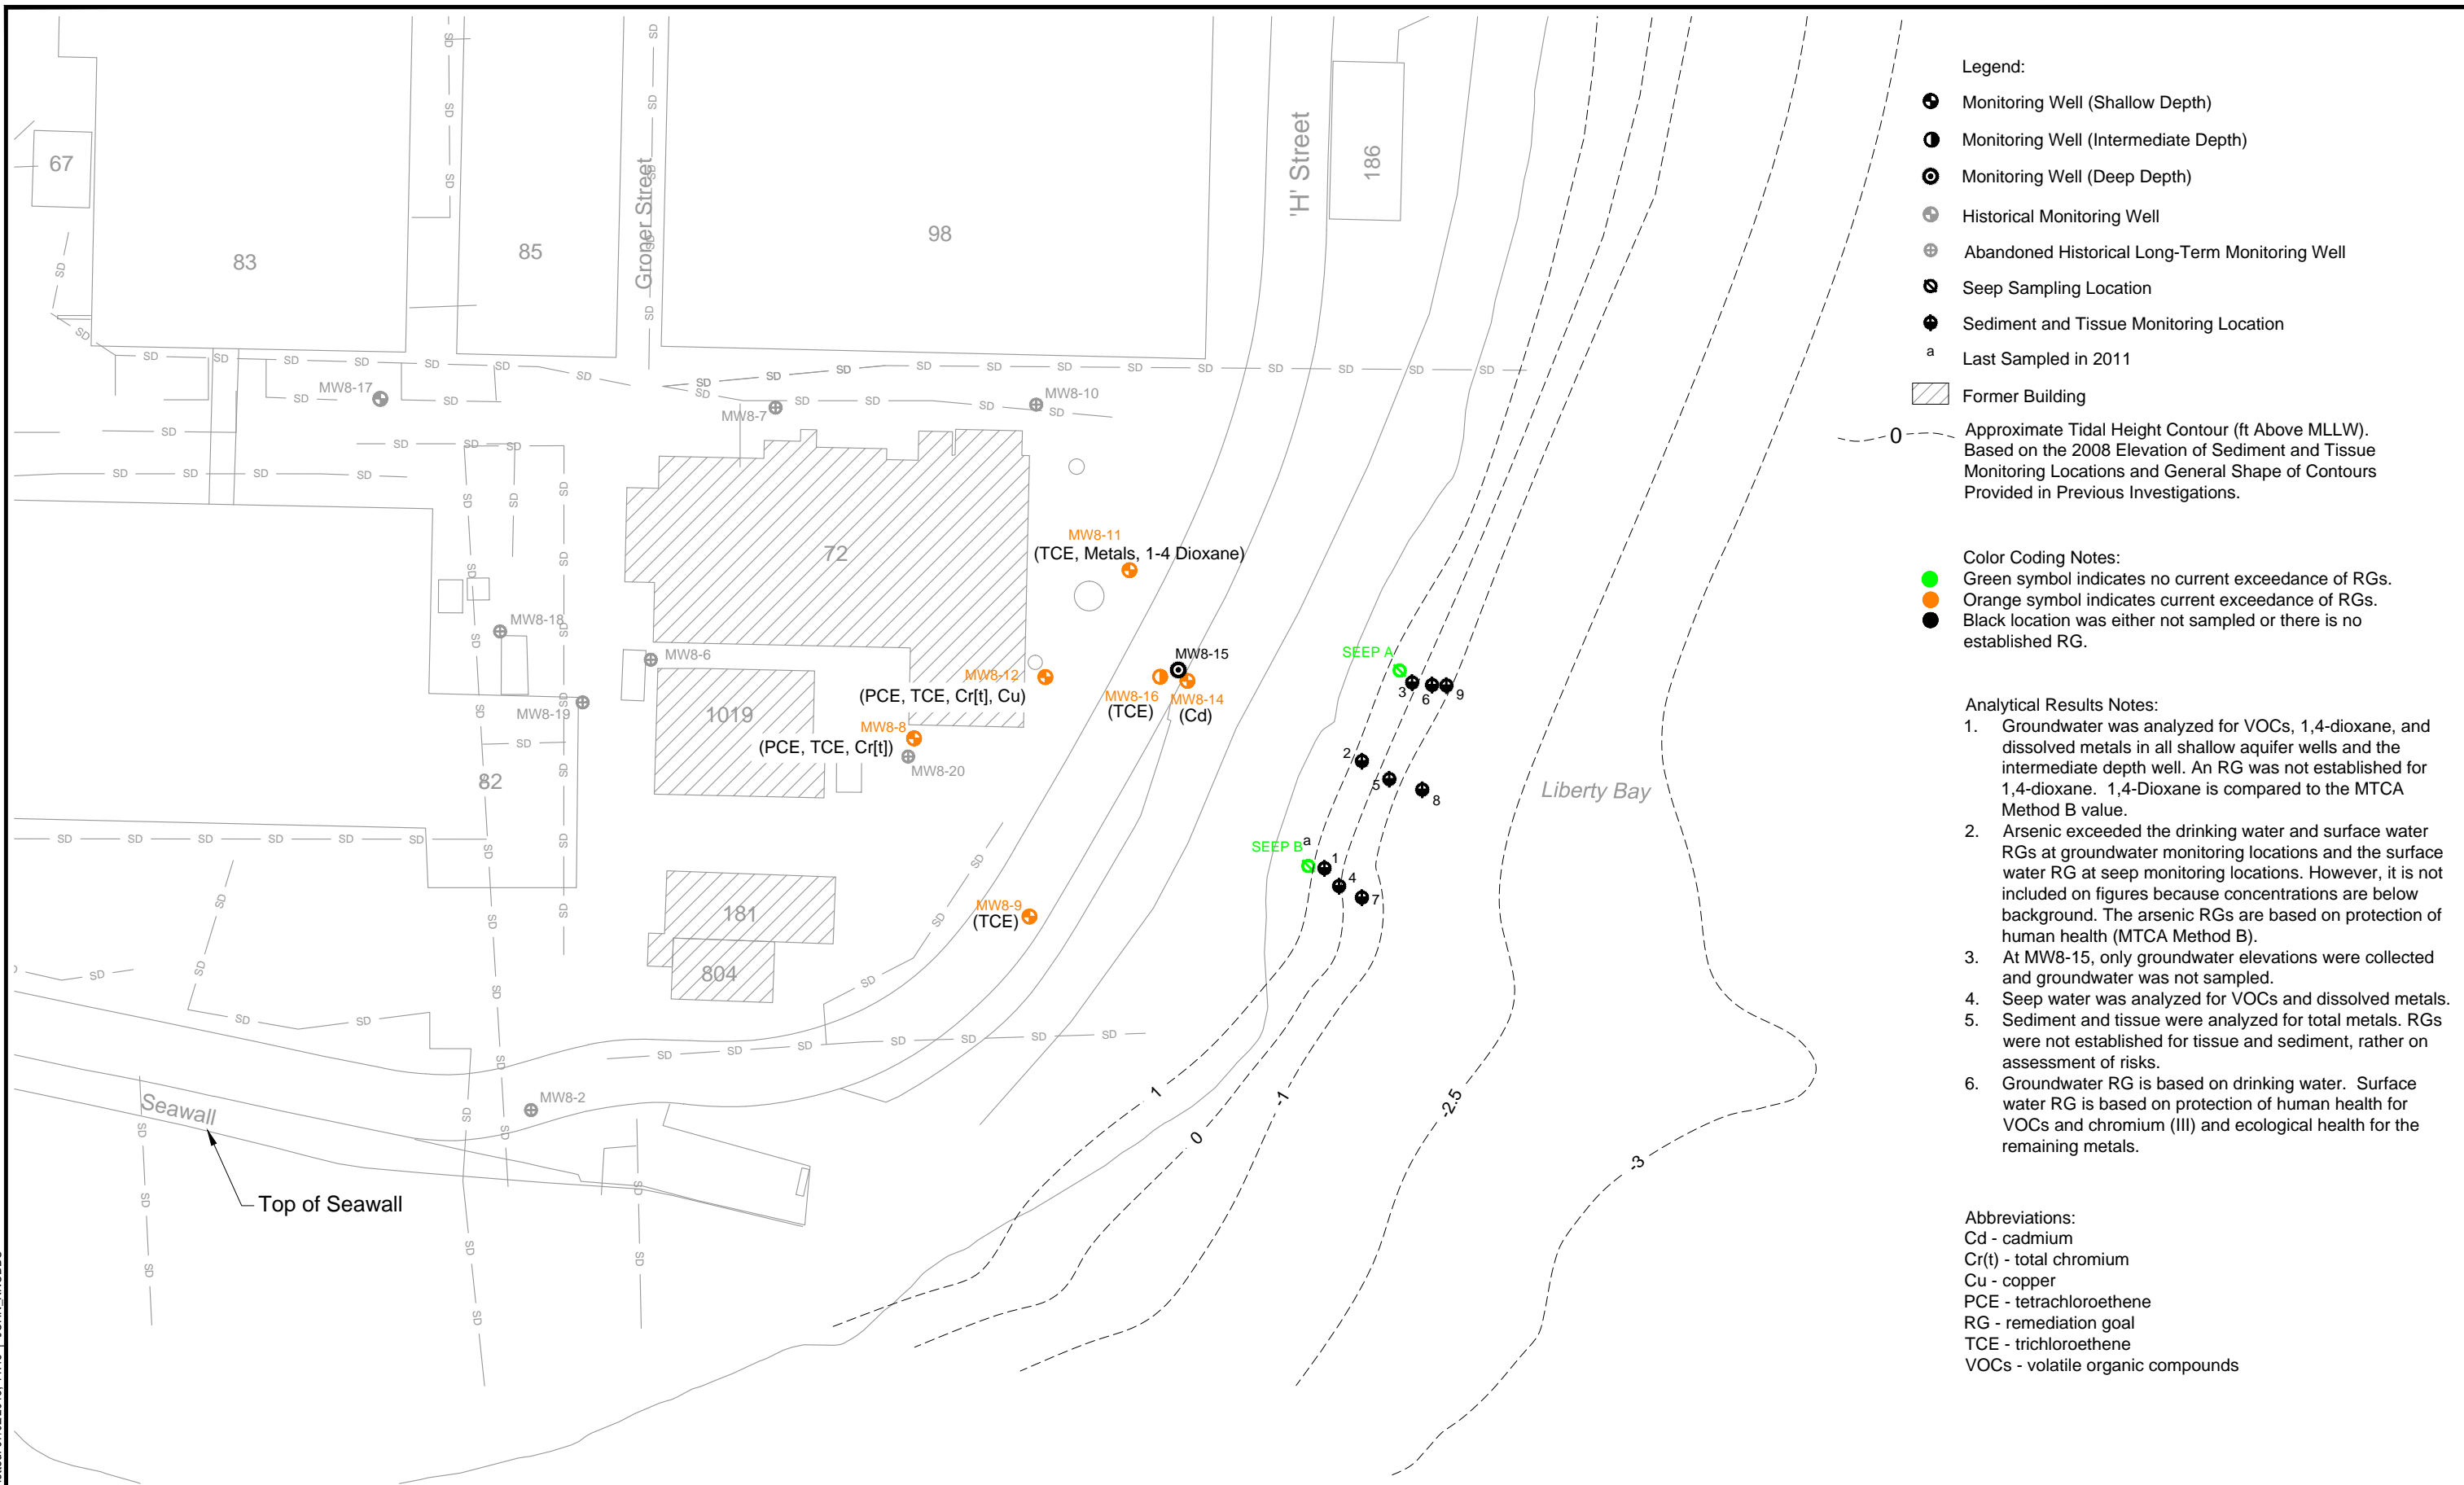 67
83
85
Groner Street
98
'H' Street
186
MW8-17
MW8-7
MW8-10
72
MW8-11
(TCE, Metals, 1-4 Dioxane)
MW8-18
MW8-6
MW8-19
MW8-12
(PCE, TCE, Cr[t], Cu)
MW8-15
MW8-16
(TCE)
MW8-14
(Cd)
1019
MW8-8
(PCE, TCE, Cr[t])
MW8-20
82
181
804
MW8-9
(TCE)
MW8-2
Seawall
Top of Seawall
SEEP A
3
6
9
2
5
8
SEEP B a
1
4
7
Liberty Bay
1
0
-1
-2.5
-3
SD
Legend:
Monitoring Well (Shallow Depth)
Monitoring Well (Intermediate Depth)
Monitoring Well (Deep Depth)
Historical Monitoring Well
Abandoned Historical Long-Term Monitoring Well
Seep Sampling Location
Sediment and Tissue Monitoring Location
a Last Sampled in 2011
Former Building
0 Approximate Tidal Height Contour (ft Above MLLW).
Based on the 2008 Elevation of Sediment and Tissue
Monitoring Locations and General Shape of Contours
Provided in Previous Investigations.
Color Coding Notes:
Green symbol indicates no current exceedance of RGs.
Orange symbol indicates current exceedance of RGs.
Black location was either not sampled or there is no
established RG.
Analytical Results Notes:
1. Groundwater was analyzed for VOCs, 1,4-dioxane, and
dissolved metals in all shallow aquifer wells and the
intermediate depth well. An RG was not established for
1,4-dioxane. 1,4-Dioxane is compared to the MTCA
Method B value.
2. Arsenic exceeded the drinking water and surface water
RGs at groundwater monitoring locations and the surface
water RG at seep monitoring locations. However, it is not
included on figures because concentrations are below
background. The arsenic RGs are based on protection of
human health (MTCA Method B).
3. At MW8-15, only groundwater elevations were collected
and groundwater was not sampled.
4. Seep water was analyzed for VOCs and dissolved metals.
5. Sediment and tissue were analyzed for total metals. RGs
were not established for tissue and sediment, rather on
assessment of risks.
6. Groundwater RG is based on drinking water. Surface
water RG is based on protection of human health for
VOCs and chromium (III) and ecological health for the
remaining metals.
Abbreviations:
Cd - cadmium
Cr(t) - total chromium
Cu - copper
PCE - tetrachloroethene
RG - remediation goal
TCE - trichloroethene
VOCs - volatile organic compounds